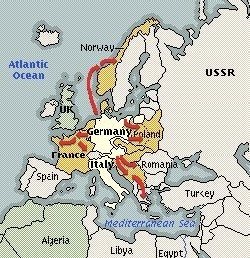 Norway
Atlantic
Ocean
USSR
UK
Germany
Poland
France
Italy
Romania
Spain
Turkey
Mediterranean Sea
Algeria
Libya
Egypt